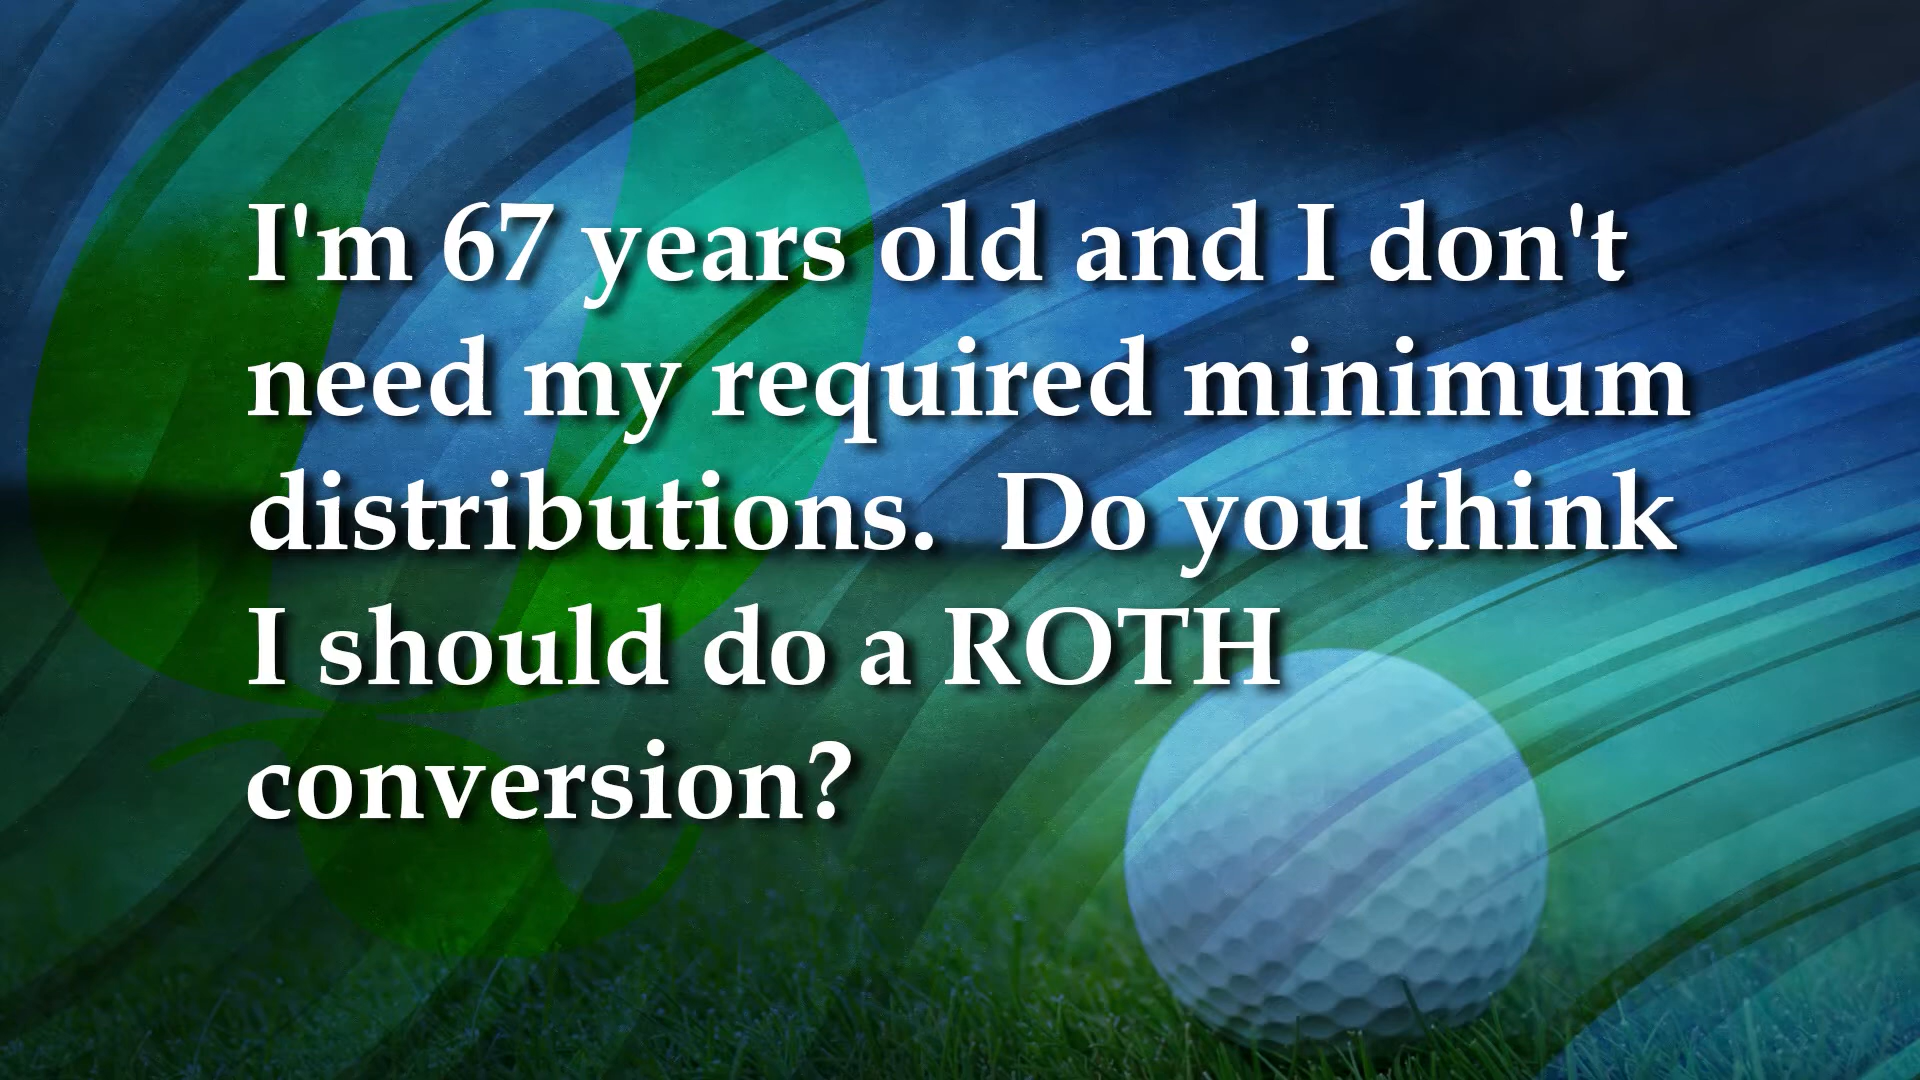 I'm 67 years old and I don't
need my required minimum
distributions.  Do you think
I should do a ROTH
conversion?